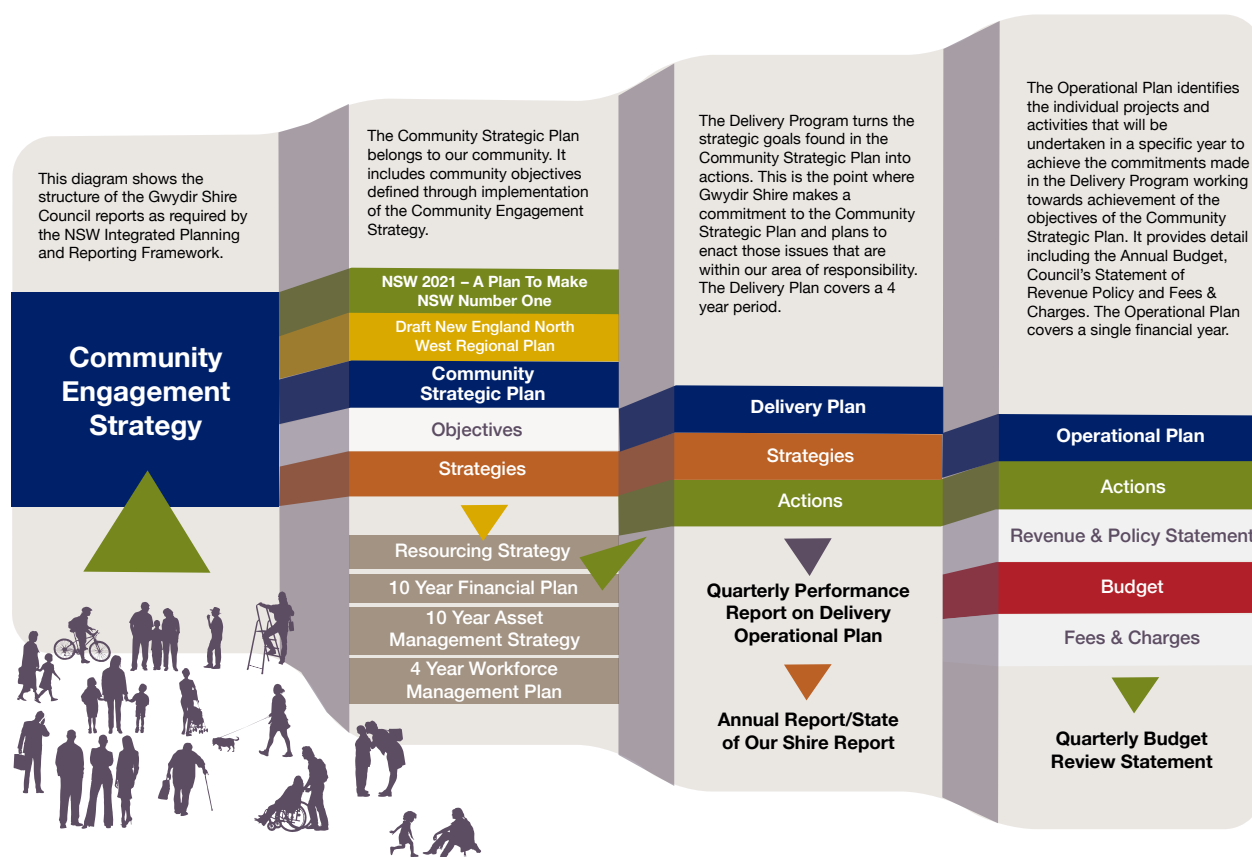 This diagram shows the
structure of the Gwydir Shire
Council reports as required by
the NSW Integrated Planning
and Reporting Framework.
Community
Engagement
Strategy
The Community Strategic Plan
belongs to our community. It
includes community objectives
defined through implementation
of the Community Engagement
Strategy.
NSW 2021 – A Plan To Make
NSW Number One
Draft New England North
West Regional Plan
Community
Strategic Plan
Objectives
Strategies
Resourcing Strategy
10 Year Financial Plan
10 Year Asset
Management Strategy
4 Year Workforce
Management Plan
The Delivery Program turns the
strategic goals found in the
Community Strategic Plan into
actions. This is the point where
Gwydir Shire makes a
commitment to the Community
Strategic Plan and plans to
enact those issues that are
within our area of responsibility.
The Delivery Plan covers a 4
year period.
Delivery Plan
Strategies
Actions
Quarterly Performance
Report on Delivery
Operational Plan
Annual Report/State
of Our Shire Report
The Operational Plan identifies
the individual projects and
activities that will be
undertaken in a specific year to
achieve the commitments made
in the Delivery Program working
towards achievement of the
objectives of the Community
Strategic Plan. It provides detail
including the Annual Budget,
Council’s Statement of
Revenue Policy and Fees &
Charges. The Operational Plan
covers a single financial year.
Operational Plan
Actions
Revenue & Policy Statement
Budget
Fees & Charges
Quarterly Budget
Review Statement